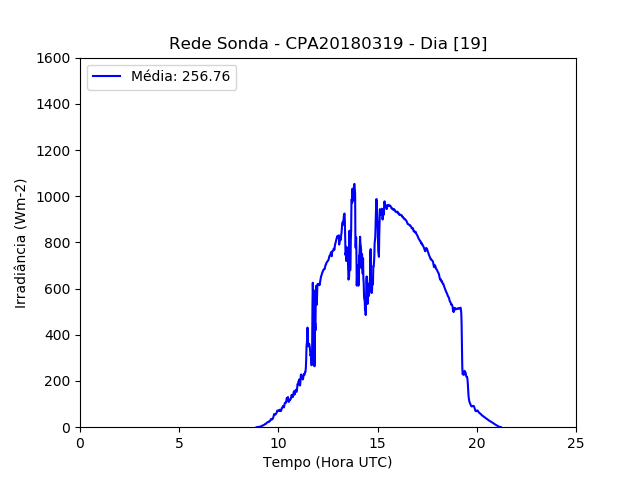 Rede Sonda - CPA20180319 - Dia [19]
Média: 256.76
Irradiância (Wm-2)
1600
1400
1200
1000
800
600
400
200
0
0 5 10 15 20 25
Tempo (Hora UTC)